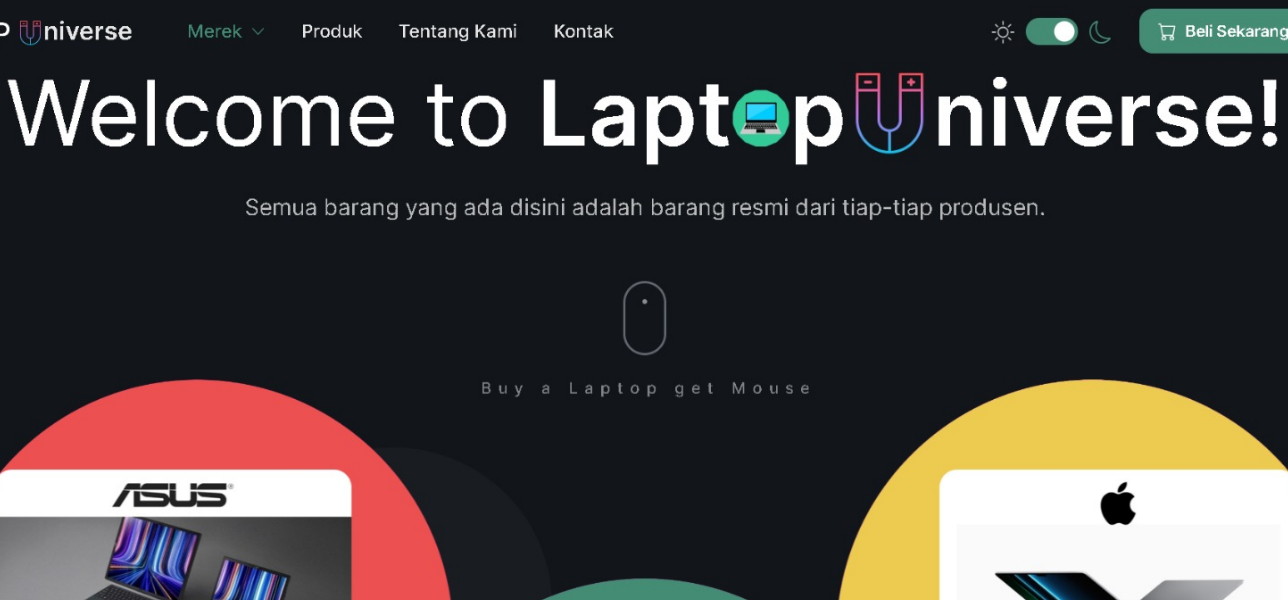 P Universe
Merek
Produk
Tentang Kami
Kontak
Beli Sekarang
Welcome to LaptopUniverse!
Semua barang yang ada disini adalah barang resmi dari tiap-tiap produsen.
Buy a Laptop get Mouse
ASUS